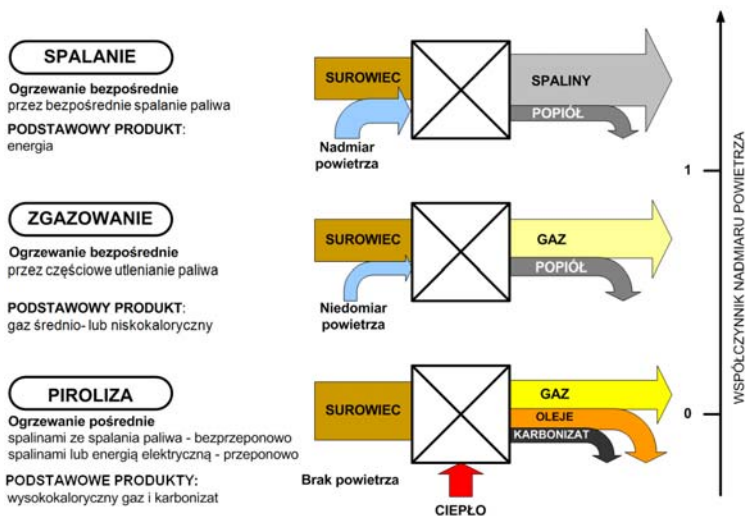 SPALANIE
Ogrzewanie bezpośrednie
przez bezpośrednie spalanie paliwa
PODSTAWOWY PRODUKT:
energia
SUROWIEC
Nadmiar
powietrza
SPALINY
POPIÓŁ
ZGAZOWANIE
Ogrzewanie bezpośrednie
przez częściowe utlenianie paliwa
PODSTAWOWY PRODUKT:
gaz średnio- lub niskokaloryczny
SUROWIEC
Niedomiar
powietrza
GAZ
POPIÓŁ
PIROLIZA
Ogrzewanie pośrednie
spalinami ze spalania paliwa - bezprzeponowo
spalinami lub energią elektryczną - przeponowo
PODSTAWOWE PRODUKTY:
wysokokaloryczny gaz i karbonizat
SUROWIEC
Brak powietrza
CIEPŁO
GAZ
OLEJE
KARBONIZAT
1
0
WSPÓŁCZYNNIK NADMIARU POWIETRZA